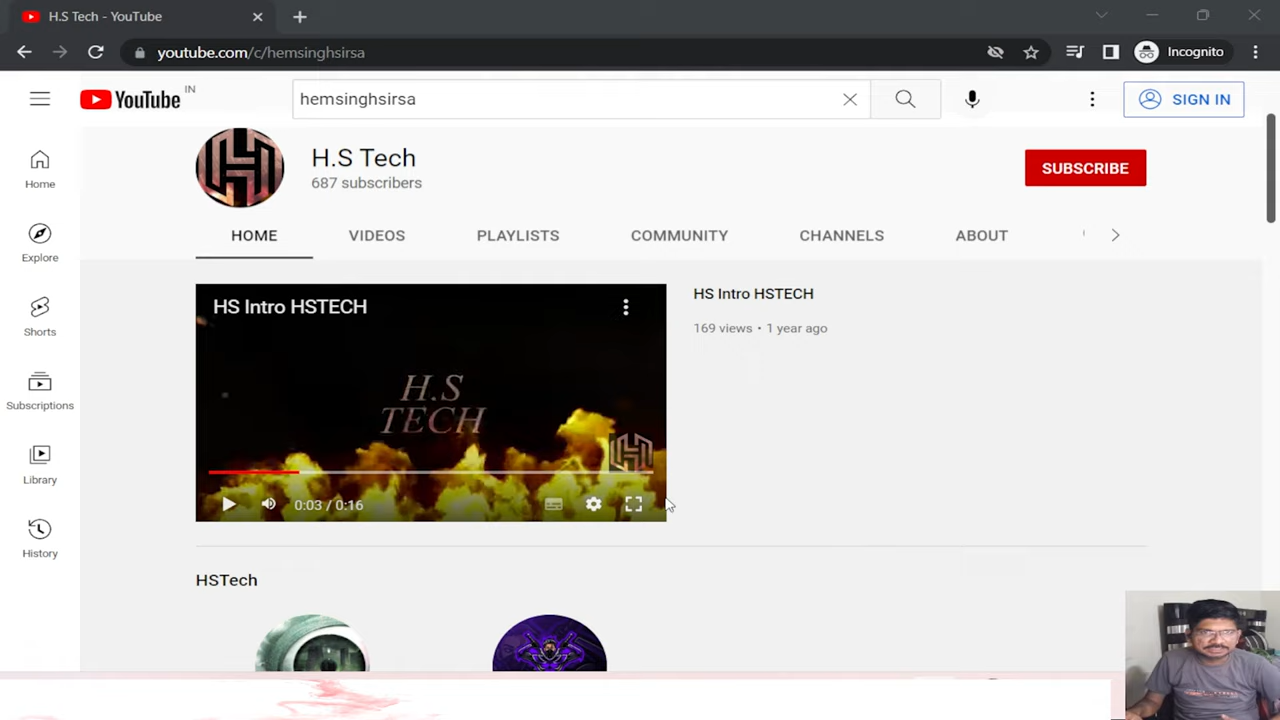 H.S Tech - YouTube
youtube.com/c/hemsinghsirsa
Incognito
YouTube IN
hemsinghsirsa
SIGN IN
H.S Tech
687 subscribers
SUBSCRIBE
HOME VIDEOS PLAYLISTS COMMUNITY CHANNELS ABOUT
Home
Explore
Shorts
Subscriptions
Library
History
HS Intro HSTECH
H.S
TECH
0:03 / 0:16
HS Intro HSTECH
169 views • 1 year ago
HSTech